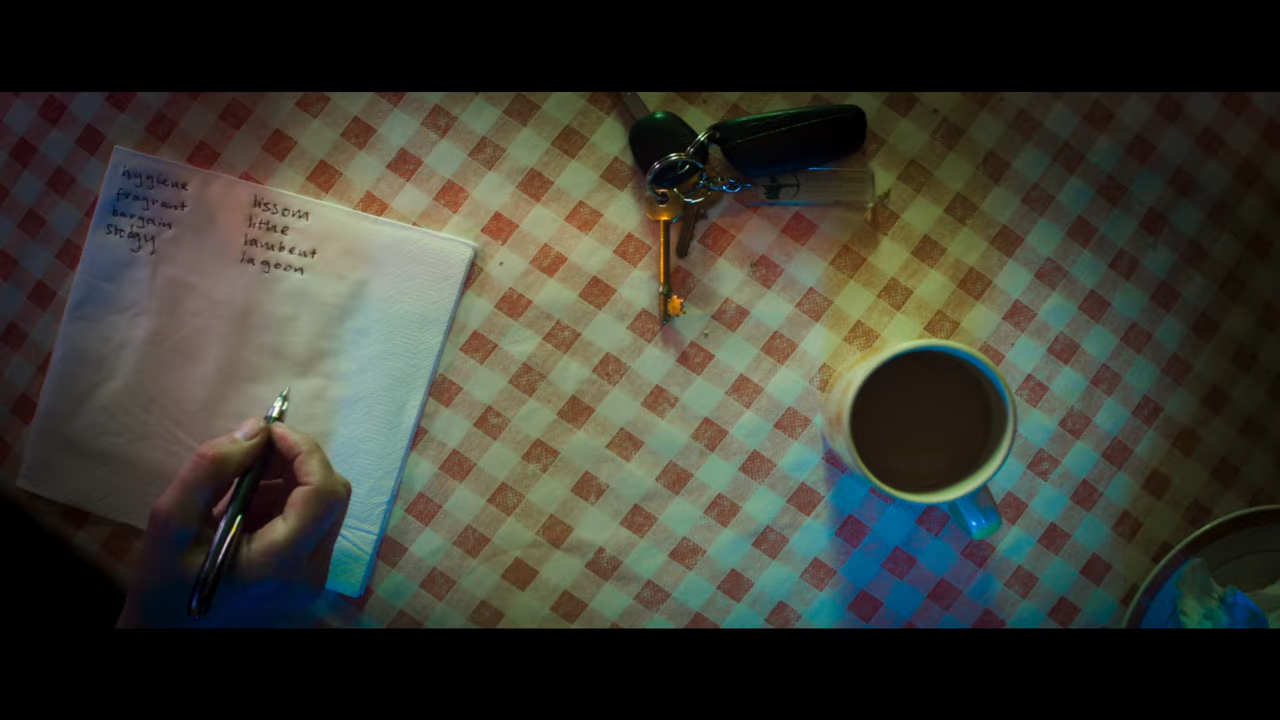 hygiene
fragrant
bargain
stodgy
lissom
lithe
lambent
lagoon